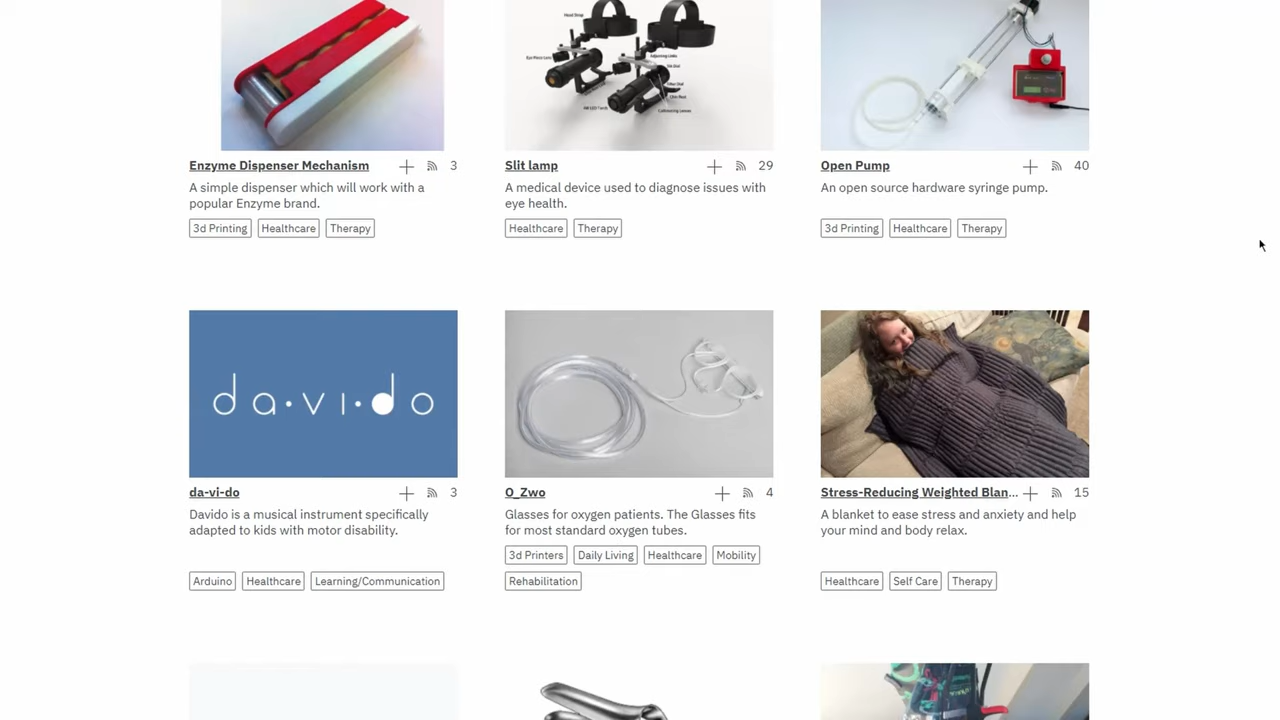 Head Strap
Eye Piece Lens
Enzyme Dispenser Mechanism
3
A simple dispenser which will work with a
popular Enzyme brand.
3d Printing
Healthcare
Therapy
Slit lamp
29
A medical device used to diagnose issues with
eye health.
Healthcare
Therapy
Open Pump
40
An open source hardware syringe pump.
3d Printing
Healthcare
Therapy
da·vi·do
da-vi-do
3
Davido is a musical instrument specifically
adapted to kids with motor disability.
Arduino
Healthcare
Learning/Communication
O_Zwo
4
Glasses for oxygen patients. The Glasses fits
for most standard oxygen tubes.
3d Printers
Daily Living
Healthcare
Mobility
Rehabilitation
Stress-Reducing Weighted Blan...
15
A blanket to ease stress and anxiety and help
your mind and body relax.
Healthcare
Self Care
Therapy